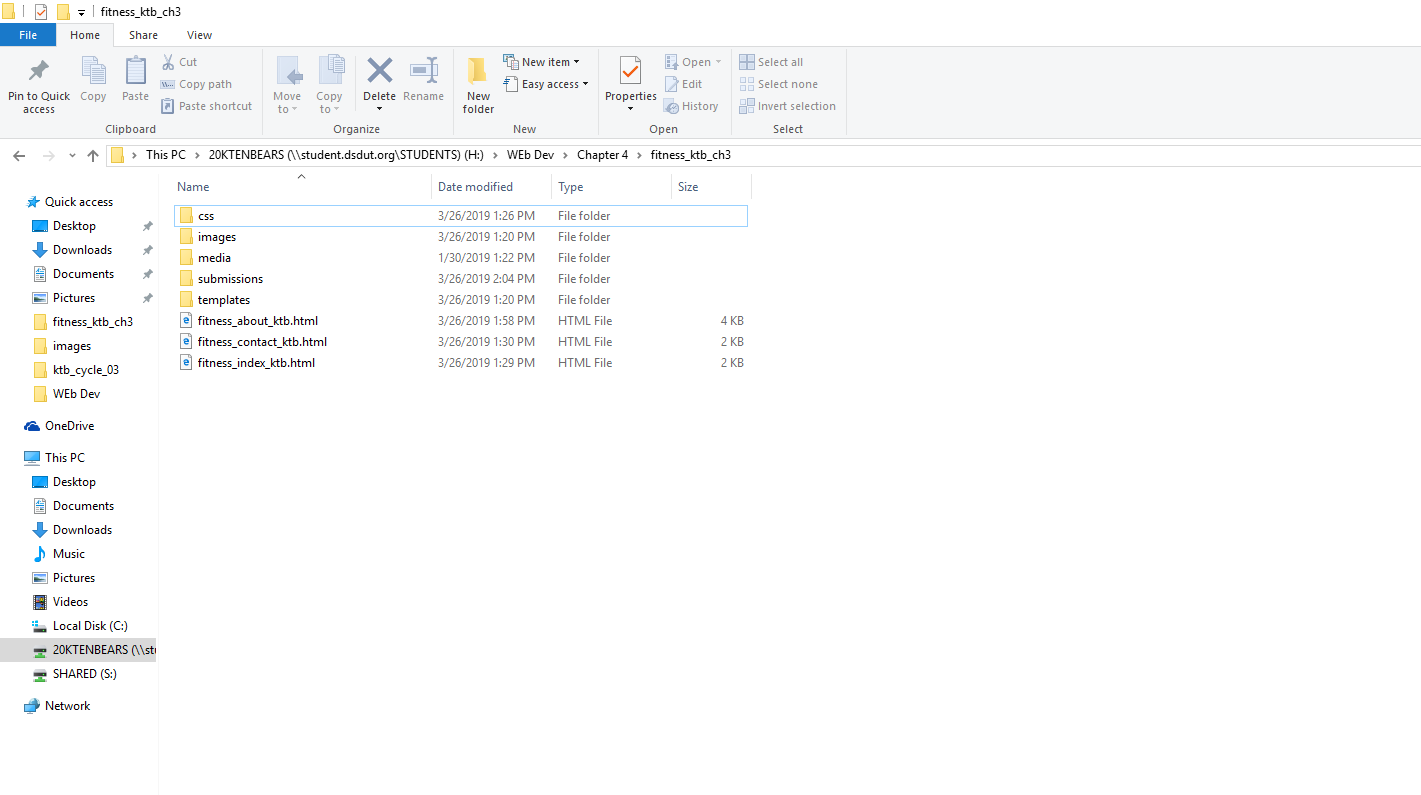 fitness_ktb_ch3
File Home Share View
Pin to Quick access Copy Paste Cut Copy path Paste shortcut
Clipboard
Move to Copy to Delete Rename
Organize
New folder New item Easy access
New
Properties Open Edit History
Open
Select all Select none Invert selection
Select
This PC > 20KTENBEARS (\\student.dsdut.org\STUDENTS) (H:) > WEb Dev > Chapter 4 > fitness_ktb_ch3
Quick access
Desktop
Downloads
Documents
Pictures
fitness_ktb_ch3
images
ktb_cycle_03
WEb Dev
OneDrive
This PC
Desktop
Documents
Downloads
Music
Pictures
Videos
Local Disk (C:)
20KTENBEARS (\\stu
SHARED (S:)
Network
Name Date modified Type Size
css 3/26/2019 1:26 PM File folder
images 3/26/2019 1:20 PM File folder
media 1/30/2019 1:22 PM File folder
submissions 3/26/2019 2:04 PM File folder
templates 3/26/2019 1:20 PM File folder
fitness_about_ktb.html 3/26/2019 1:58 PM HTML File 4 KB
fitness_contact_ktb.html 3/26/2019 1:30 PM HTML File 2 KB
fitness_index_ktb.html 3/26/2019 1:29 PM HTML File 2 KB